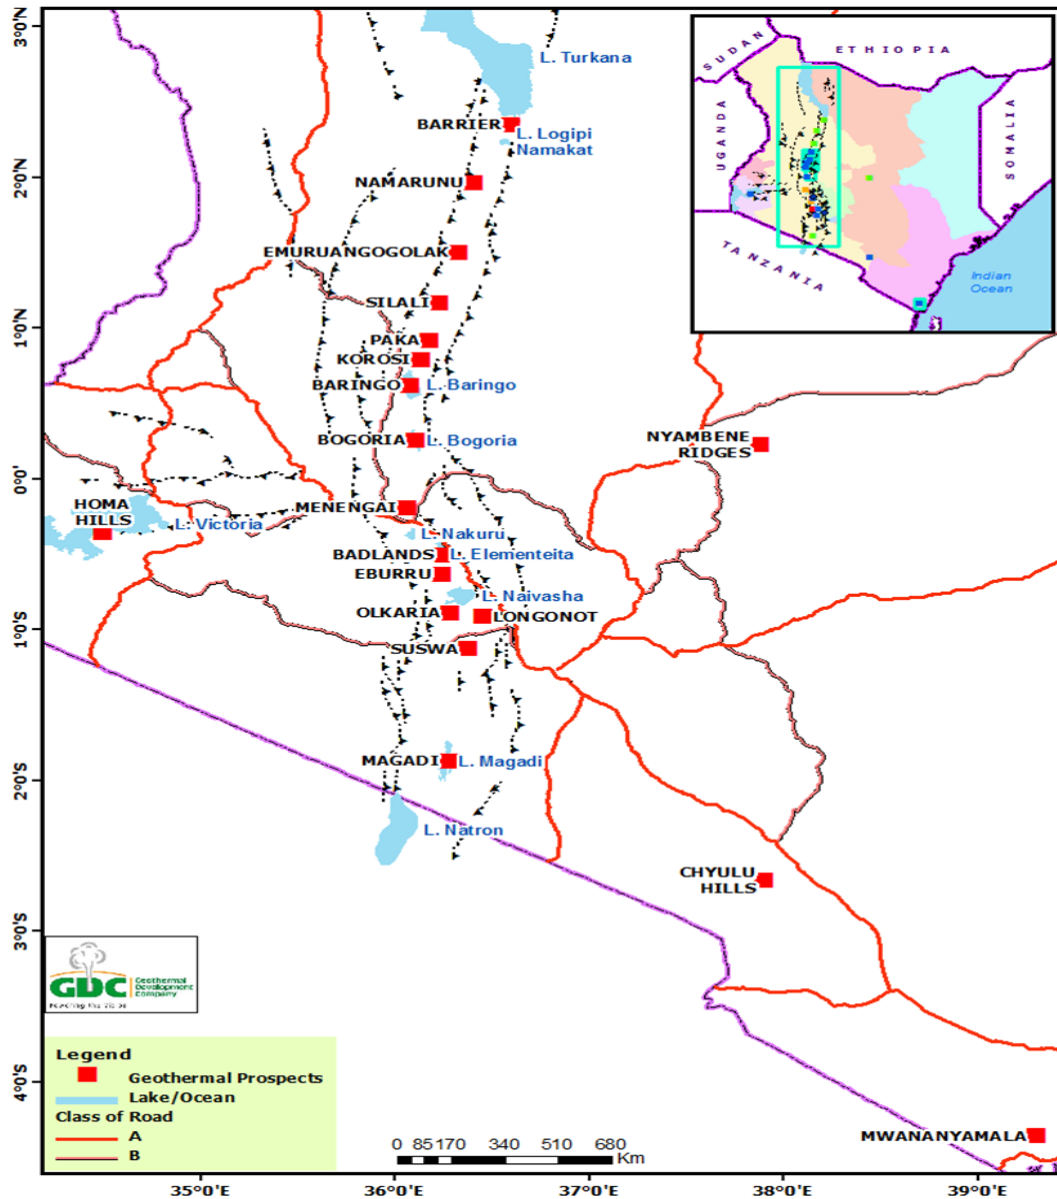 3°0'N
2°0'N
1°0'N
0°0'
1°0'S
2°0'S
3°0'S
4°0'S
L. Turkana
BARRIER
L. Logipi
Namakat
NAMARUNU
EMURUANGOGOLAK
SILALI
PAKA
KOROSI
BARINGO
L. Baringo
BOGORIA
L. Bogoria
NYAMBENE
RIDGES
HOMA
HILLS
L. Victoria
MENENGAI
L. Nakuru
BADLANDS
L. Elementeita
EBURRU
L. Naivasha
OLKARIA
LONGONOT
SUSWA
MAGADI
L. Magadi
L. Natron
CHYULU
HILLS
MWANANYAMALA
SUDAN
ETHIOPIA
UGANDA
SOMALIA
TANZANIA
Indian
Ocean
GDC
Geothermal
Development
Company
Legend
Geothermal Prospects
Lake/Ocean
Class of Road
A
B
0 85 170 340 510 680
Km
35°0'E
36°0'E
37°0'E
38°0'E
39°0'E